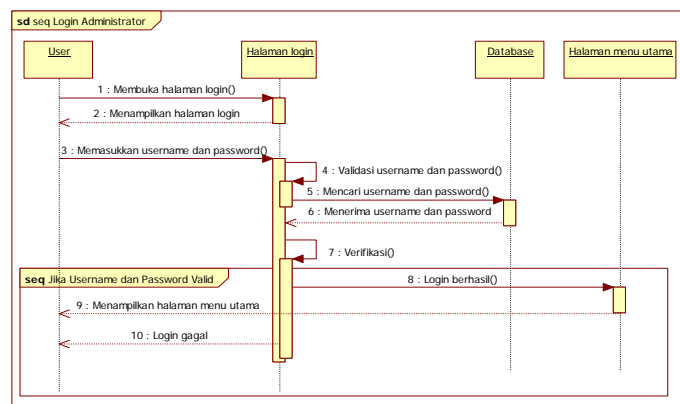 sd seq Login Administrator
User
Halaman login
Database
Halaman menu utama
1 : Membuka halaman login()
2 : Menampilkan halaman login
3 : Memasukkan username dan password()
4 : Validasi username dan password()
5 : Mencari username dan password()
6 : Menerima username dan password
7 : Verifikasi()
seq Jika Username dan Password Valid
8 : Login berhasil()
9 : Menampilkan halaman menu utama
10 : Login gagal